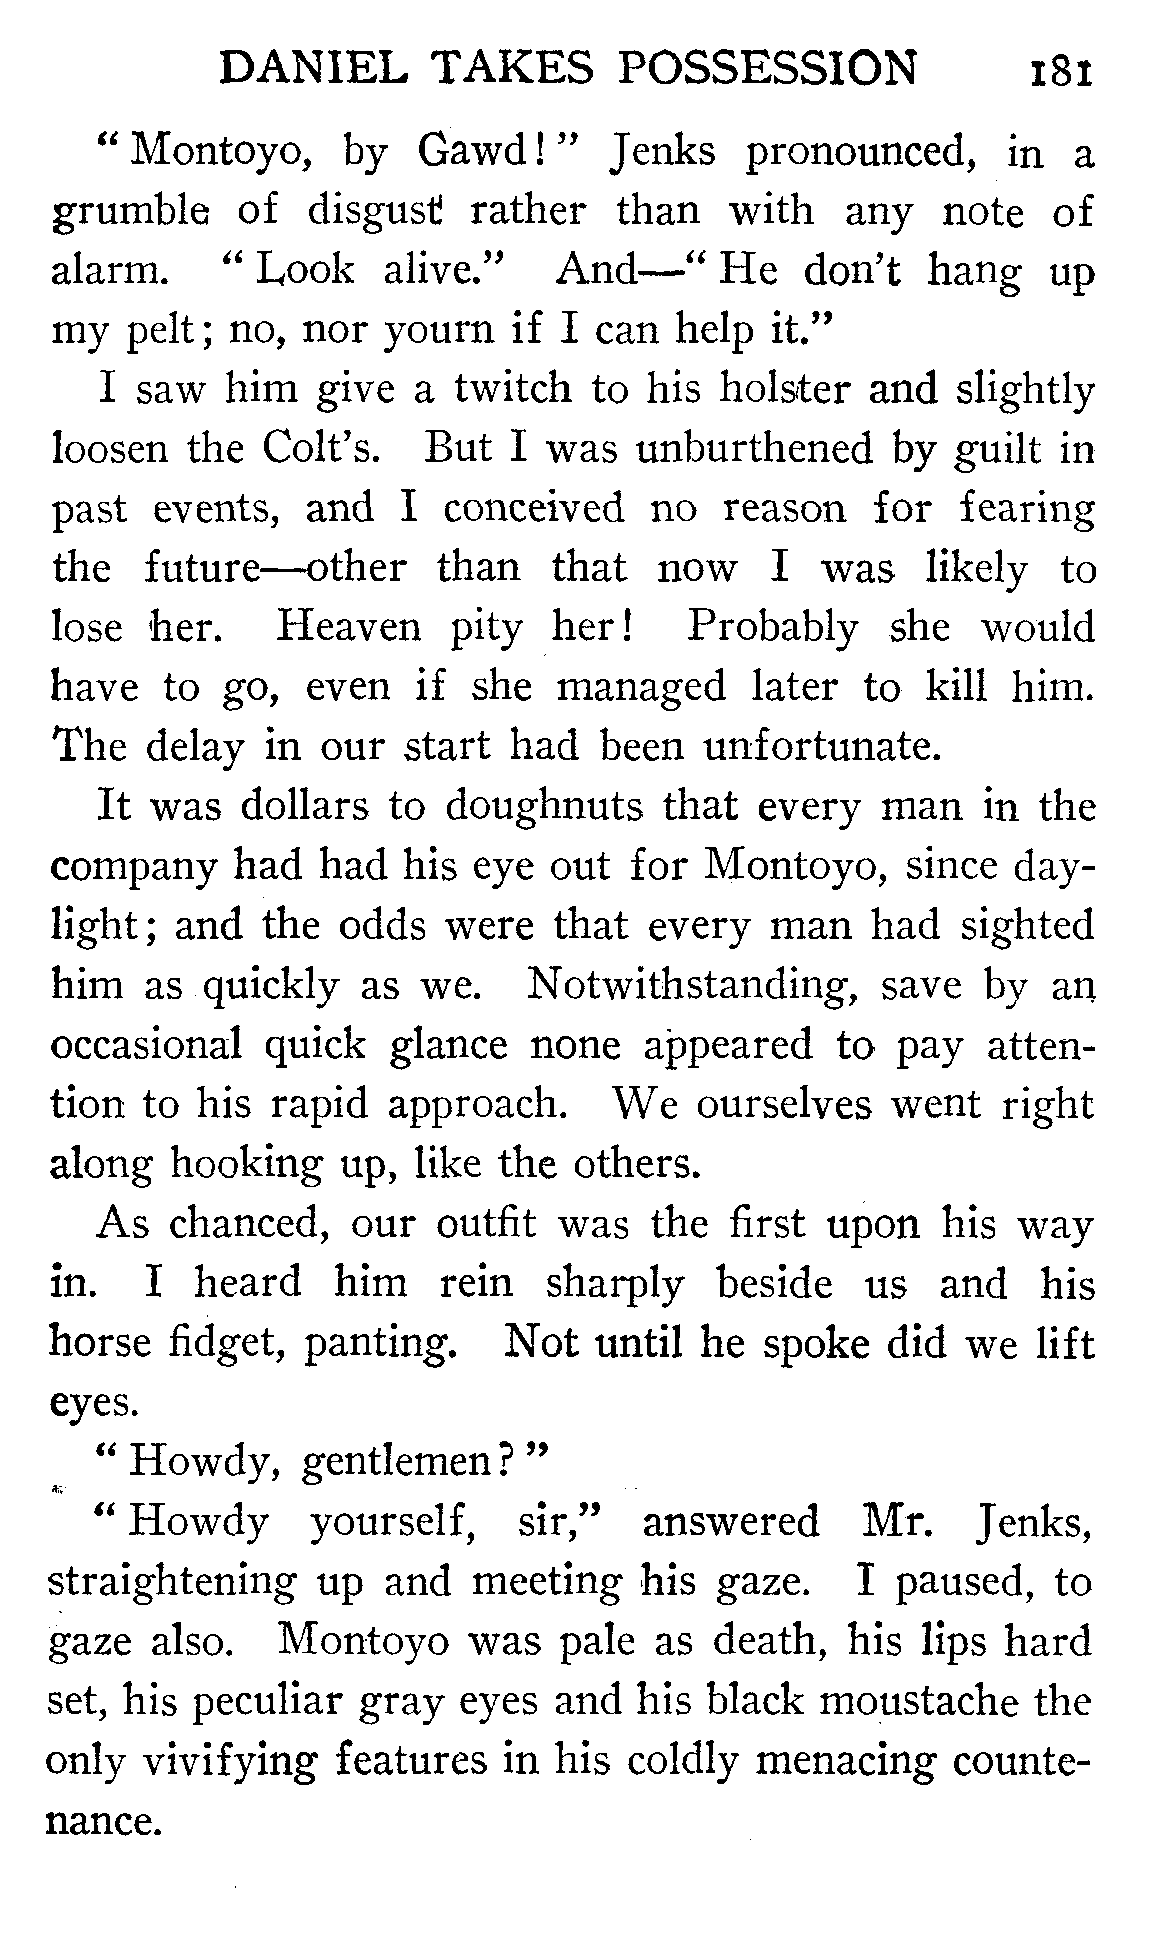 DANIEL TAKES POSSESSION 181
“Montoyo, by Gawd!” Jenks pronounced, in a
grumble of disgust rather than with any note of
alarm. “Look alive.” And—“He don’t hang up
my pelt; no, nor yourn if I can help it.”
I saw him give a twitch to his holster and slightly
loosen the Colt’s. But I was unburthened by guilt in
past events, and I conceived no reason for fearing
the future—other than that now I was likely to
lose her. Heaven pity her! Probably she would
have to go, even if she managed later to kill him.
The delay in our start had been unfortunate.
It was dollars to doughnuts that every man in the
company had had his eye out for Montoyo, since day-
light; and the odds were that every man had sighted
him as quickly as we. Notwithstanding, save by an
occasional quick glance none appeared to pay atten-
tion to his rapid approach. We ourselves went right
along hooking up, like the others.
As chanced, our outfit was the first upon his way
in. I heard him rein sharply beside us and his
horse fidget, panting. Not until he spoke did we lift
eyes.
“Howdy, gentlemen?”
“Howdy yourself, sir,” answered Mr. Jenks,
straightening up and meeting his gaze. I paused, to
gaze also. Montoyo was pale as death, his lips hard
set, his peculiar gray eyes and his black moustache the
only vivifying features in his coldly menacing counte-
nance.